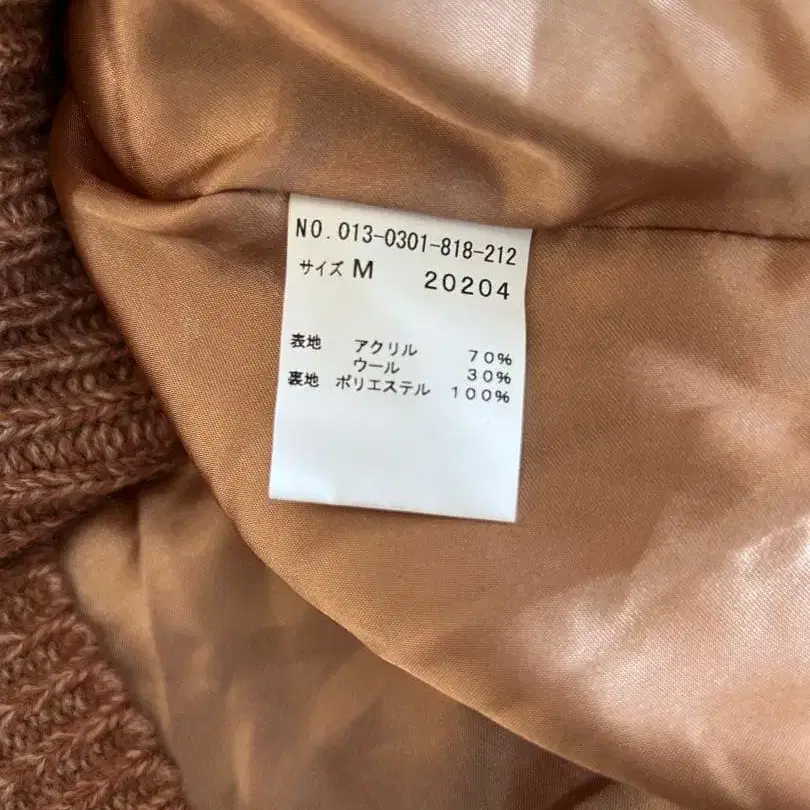 NO.013-0301-818-212
サイズ M 20204
表地 アクリル 70%
ウール 30%
裏地 ポリエステル 100%